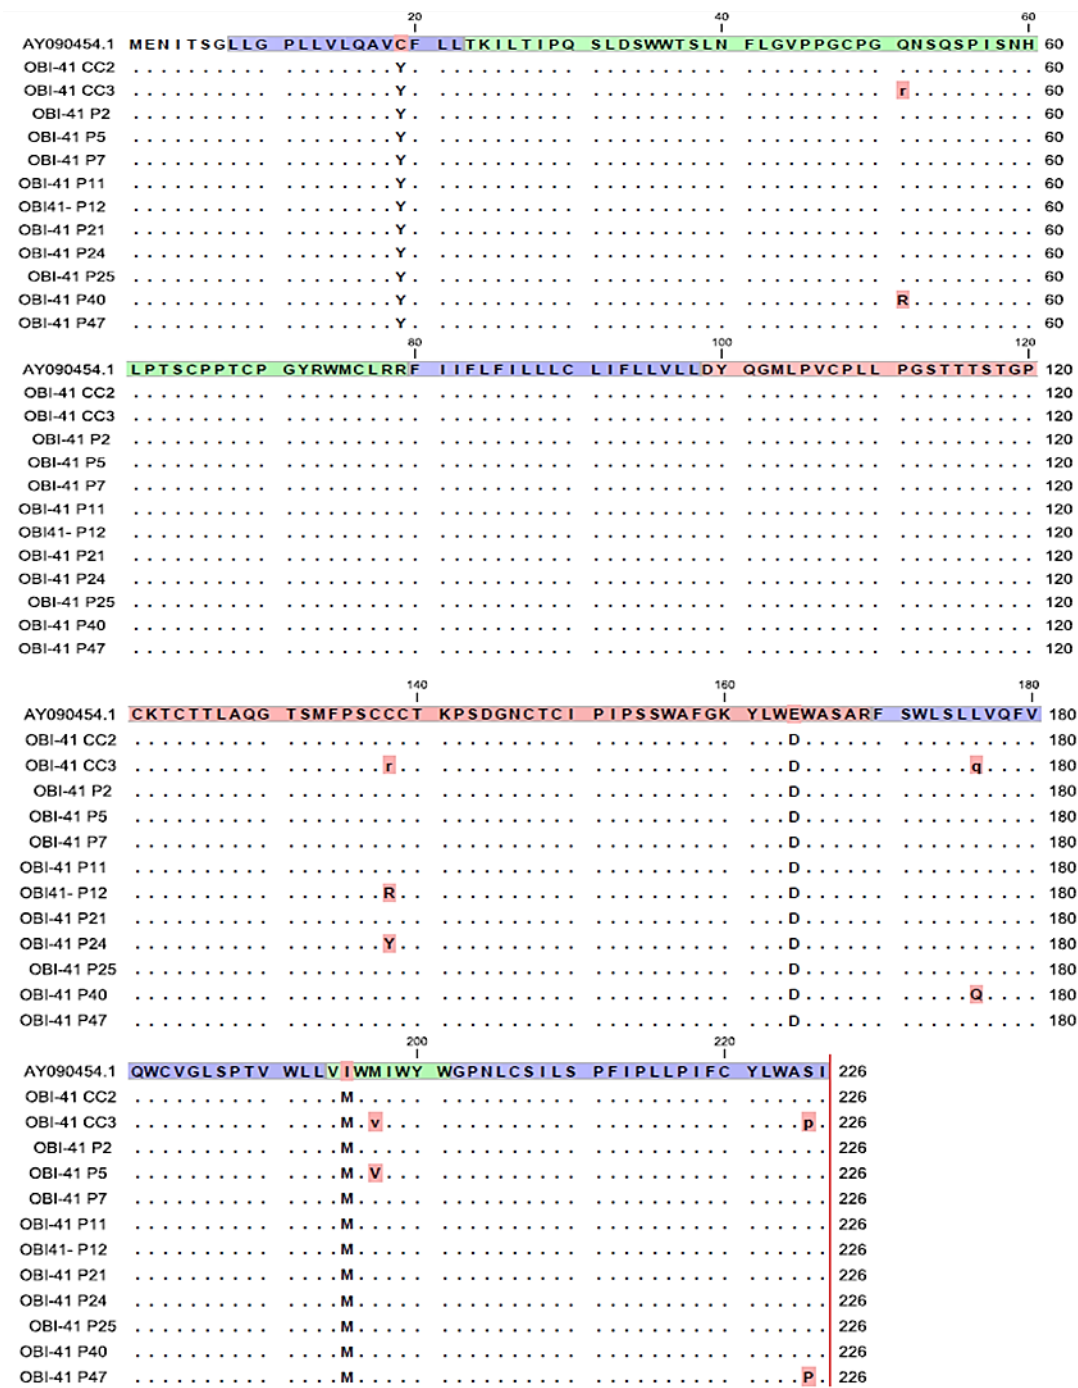 20 40 60
AY090454.1 MENITSGLLG PLLVLQAVCF LLTKILTIPQ SLDSWWTSLN FLGVPPGCPG QNSQSPISNH 60
OBI-41 CC2 .......... ........Y. .......... .......... .......... .......... 60
OBI-41 CC3 .......... ........Y. .......... .......... .......... r......... 60
OBI-41 P2 .......... ........Y. .......... .......... .......... .......... 60
OBI-41 P5 .......... ........Y. .......... .......... .......... .......... 60
OBI-41 P7 .......... ........Y. .......... .......... .......... .......... 60
OBI-41 P11 .......... ........Y. .......... .......... .......... .......... 60
OBI41- P12 .......... ........Y. .......... .......... .......... .......... 60
OBI-41 P21 .......... ........Y. .......... .......... .......... .......... 60
OBI-41 P24 .......... ........Y. .......... .......... .......... .......... 60
OBI-41 P25 .......... ........Y. .......... .......... .......... .......... 60
OBI-41 P40 .......... ........Y. .......... .......... .......... R......... 60
OBI-41 P47 .......... ........Y. .......... .......... .......... .......... 60
80 100 120
AY090454.1 LPTSCPPTCP GYRWMCLRRF IIFLFILLLC LIFLLVLLDY QGMLPVCPLL PGSTTTSTGP 120
OBI-41 CC2 .......... .......... .......... .......... .......... .......... 120
OBI-41 CC3 .......... .......... .......... .......... .......... .......... 120
OBI-41 P2 .......... .......... .......... .......... .......... .......... 120
OBI-41 P5 .......... .......... .......... .......... .......... .......... 120
OBI-41 P7 .......... .......... .......... .......... .......... .......... 120
OBI-41 P11 .......... .......... .......... .......... .......... .......... 120
OBI41- P12 .......... .......... .......... .......... .......... .......... 120
OBI-41 P21 .......... .......... .......... .......... .......... .......... 120
OBI-41 P24 .......... .......... .......... .......... .......... .......... 120
OBI-41 P25 .......... .......... .......... .......... .......... .......... 120
OBI-41 P40 .......... .......... .......... .......... .......... .......... 120
OBI-41 P47 .......... .......... .......... .......... .......... .......... 120
140 160 180
AY090454.1 CKTCTTLAQG TSMFPSCCCT KPSDGNCTCI PIPSSWAFGK YLWEWASARF SWLSLLVQFV 180
OBI-41 CC2 .......... .......... .......... .......... ...D...... .......... 180
OBI-41 CC3 .......... .......r.. .......... .......... ...D...... .....q.... 180
OBI-41 P2 .......... .......... .......... .......... ...D...... .......... 180
OBI-41 P5 .......... .......... .......... .......... ...D...... .......... 180
OBI-41 P7 .......... .......... .......... .......... ...D...... .......... 180
OBI-41 P11 .......... .......... .......... .......... ...D...... .......... 180
OBI41- P12 .......... .......R.. .......... .......... ...D...... .......... 180
OBI-41 P21 .......... .......... .......... .......... ...D...... .......... 180
OBI-41 P24 .......... .......Y.. .......... .......... ...D...... .......... 180
OBI-41 P25 .......... .......... .......... .......... ...D...... .......... 180
OBI-41 P40 .......... .......... .......... .......... ...D...... .....Q.... 180
OBI-41 P47 .......... .......... .......... .......... ...D...... .......... 180
200 220
AY090454.1 QWCVGLSPTV WLLVIWMIWY WGPNLCSILS PFIPLLPIFC YLWASI 226
OBI-41 CC2 .......... ....M..... .......... .......... ...... 226
OBI-41 CC3 .......... ....M.v... .......... .......... ....p. 226
OBI-41 P2 .......... ....M..... .......... .......... ...... 226
OBI-41 P5 .......... ....M.V... .......... .......... ...... 226
OBI-41 P7 .......... ....M..... .......... .......... ...... 226
OBI-41 P11 .......... ....M..... .......... .......... ...... 226
OBI41- P12 .......... ....M..... .......... .......... ...... 226
OBI-41 P21 .......... ....M..... .......... .......... ...... 226
OBI-41 P24 .......... ....M..... .......... .......... ...... 226
OBI-41 P25 .......... ....M..... .......... .......... ...... 226
OBI-41 P40 .......... ....M..... .......... .......... ...... 226
OBI-41 P47 .......... ....M..... .......... .......... ....P. 226